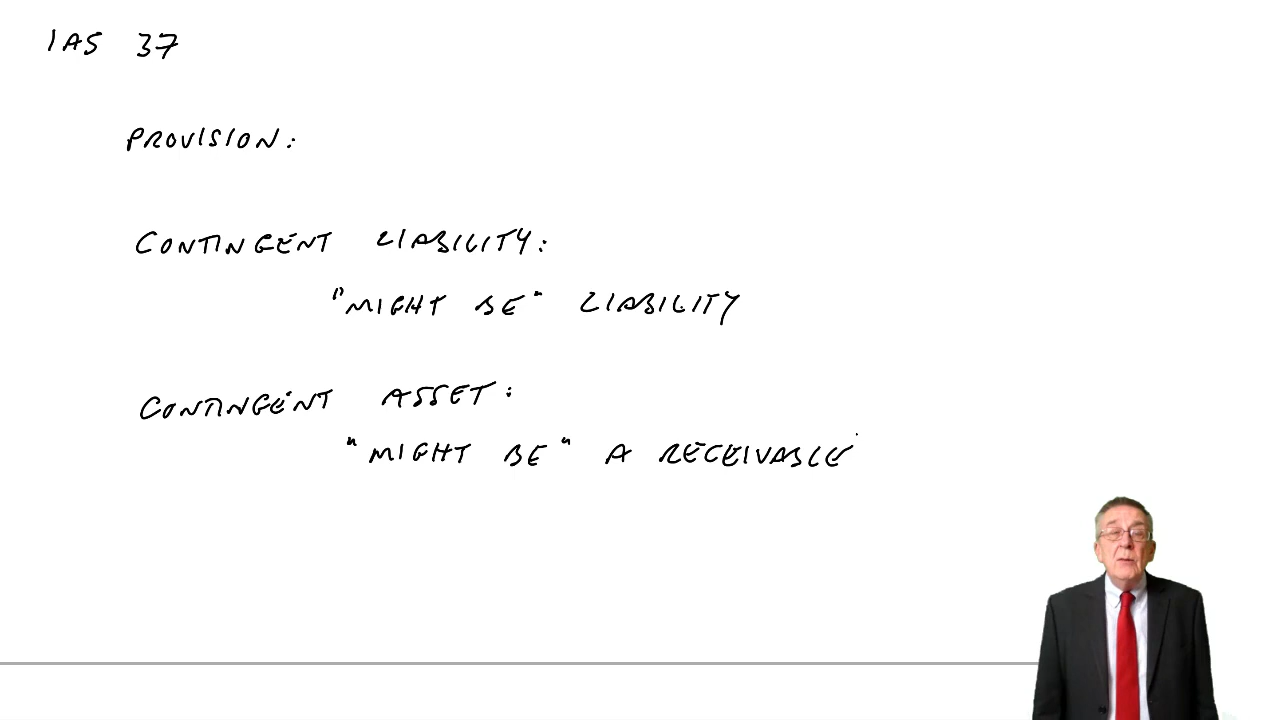 IAS 37
PROVISION:
CONTINGENT LIABILITY:
"MIGHT BE" LIABILITY
CONTINGENT ASSET:
"MIGHT BE" A RECEIVABLE